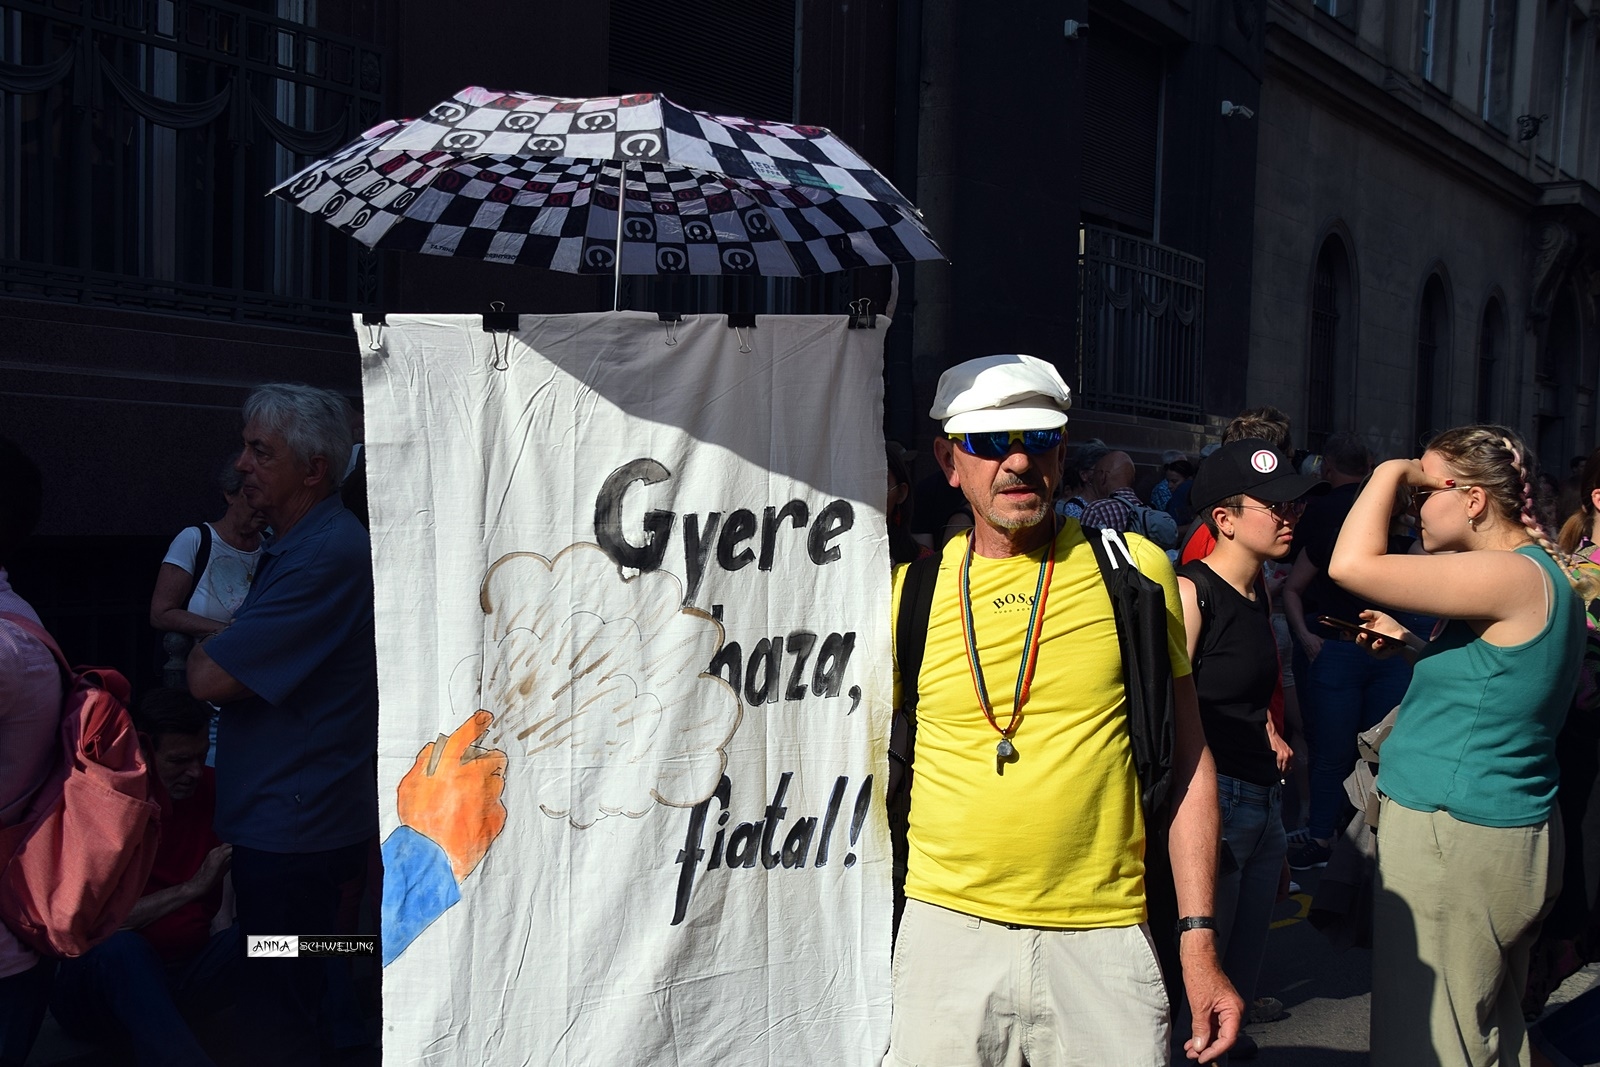 Gyere
haza,
fiatal!
BOSS
ANNA SCHWELUNG